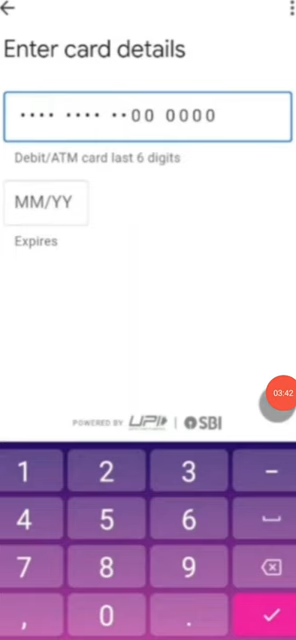 Enter card details
•••• •••• ••00 0000
Debit/ATM card last 6 digits
MM/YY
Expires
03:42
POWERED BY UPI | SBI
1 2 3 –
4 5 6
7 8 9
, 0 .